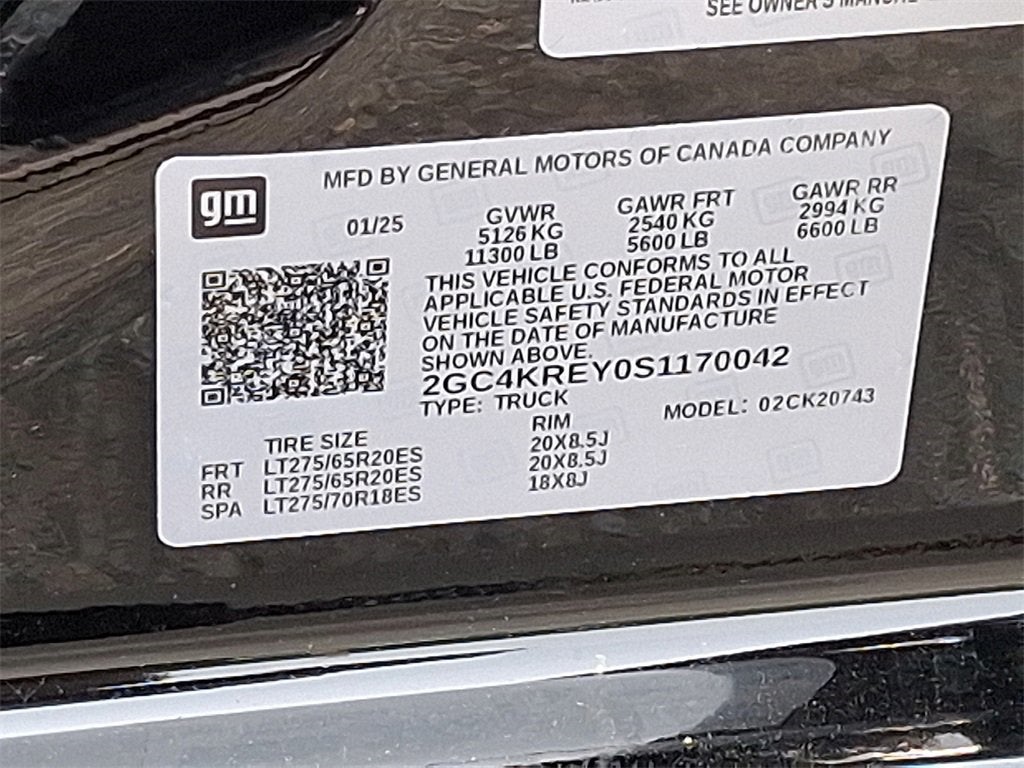 SEE OWNER'S MANUAL
MFD BY GENERAL MOTORS OF CANADA COMPANY
gm
01/25
GVWR GAWR FRT GAWR RR
5126 KG 2540 KG 2994 KG
11300 LB 5600 LB 6600 LB
THIS VEHICLE CONFORMS TO ALL
APPLICABLE U.S. FEDERAL MOTOR
VEHICLE SAFETY STANDARDS IN EFFECT
ON THE DATE OF MANUFACTURE
SHOWN ABOVE.
2GC4KREY0S1170042
TYPE: TRUCK MODEL: 02CK20743
TIRE SIZE RIM
FRT LT275/65R20ES 20X8.5J
RR LT275/65R20ES 20X8.5J
SPA LT275/70R18ES 18X8J